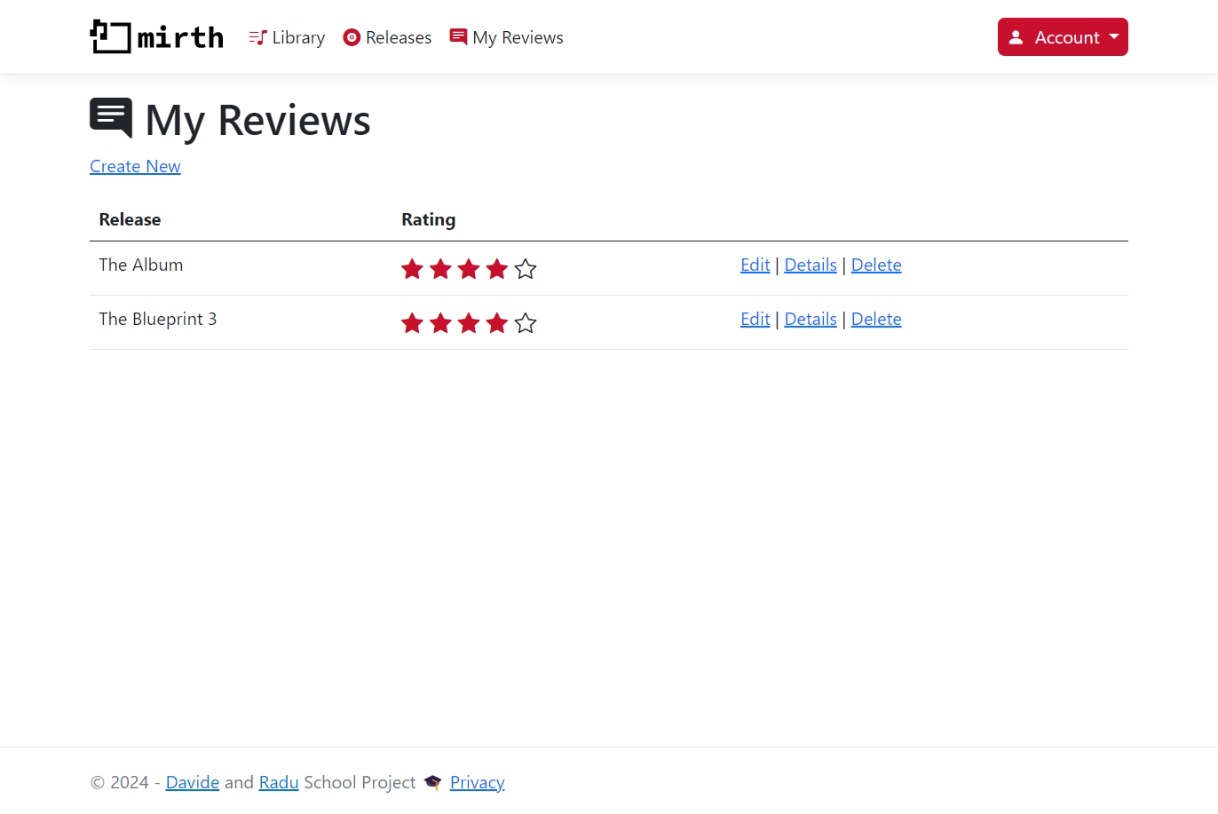 mirth Library Releases My Reviews Account
My Reviews
Create New
Release Rating
The Album Edit | Details | Delete
The Blueprint 3 Edit | Details | Delete
© 2024 - Davide and Radu School Project 🎓 Privacy